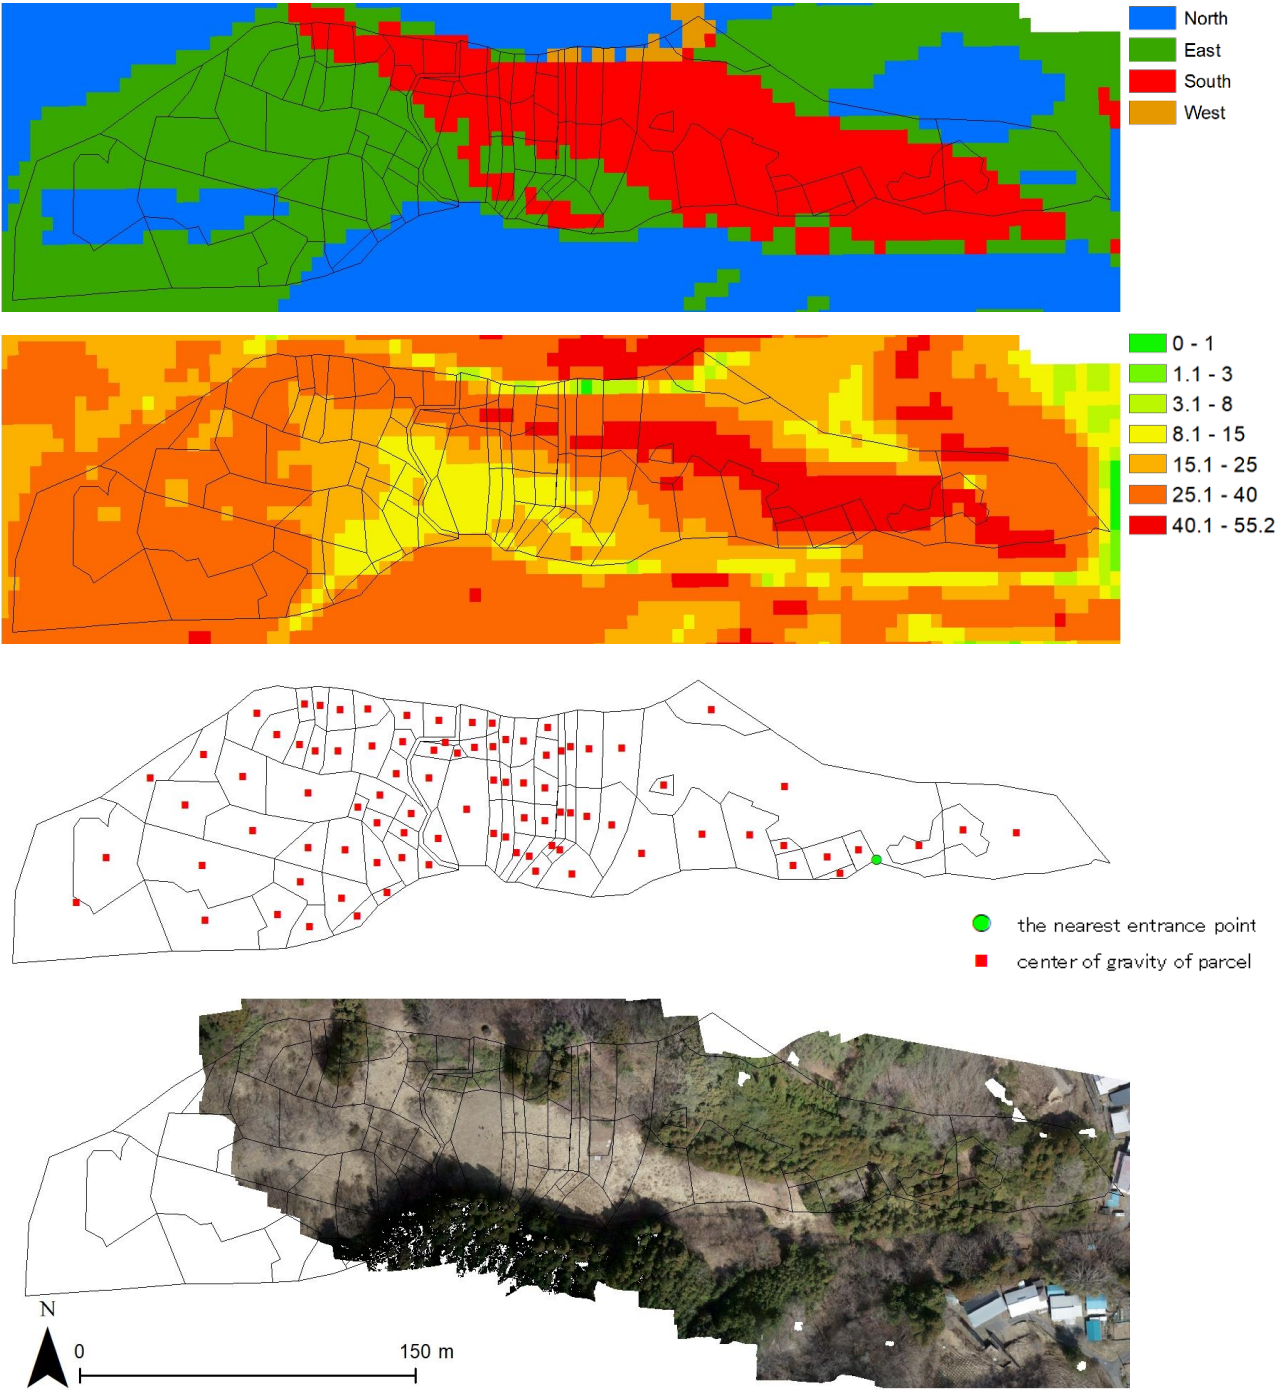 North
East
South
West
0 - 1
1.1 - 3
3.1 - 8
8.1 - 15
15.1 - 25
25.1 - 40
40.1 - 55.2
the nearest entrance point
center of gravity of parcel
N
0 150 m